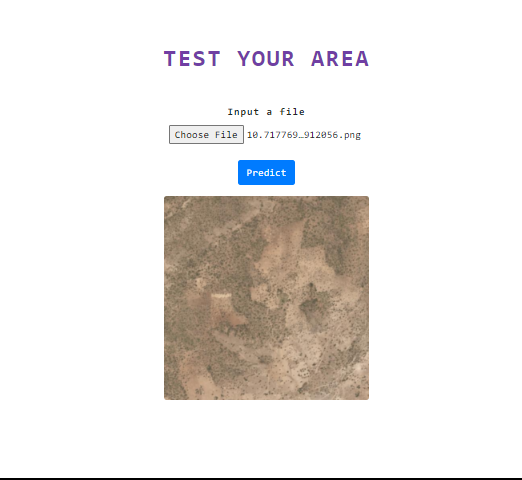 TEST YOUR AREA
Input a file
Choose File 10.717769…912056.png
Predict